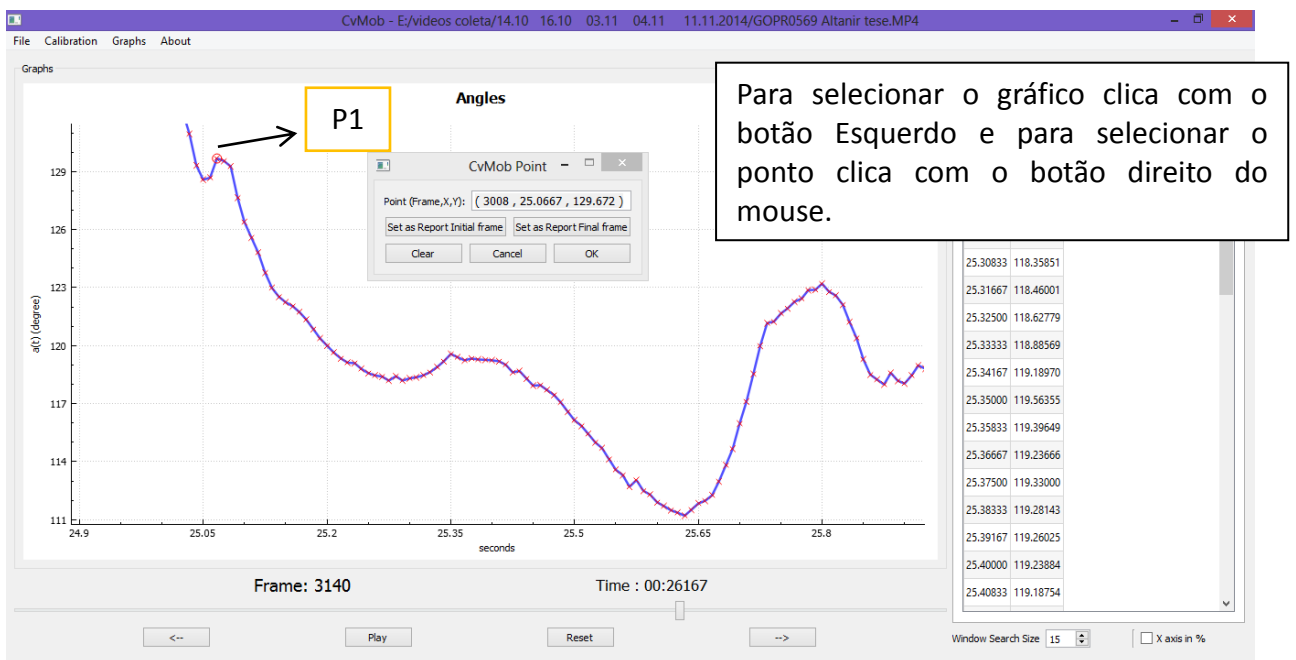 CvMob - E:/videos coleta/14.10 16.10 03.11 04.11 11.11.2014/GOPR0569 Altanir tese.MP4
File Calibration Graphs About
Graphs
Angles
P1
Para selecionar o gráfico clica com o
botão Esquerdo e para selecionar o
ponto clica com o botão direito do
mouse.
CvMob Point
Point (Frame,X,Y): ( 3008 , 25.0667 , 129.672 )
Set as Report Initial frame Set as Report Final frame
Clear Cancel OK
a(t) (degree)
129
126
123
120
117
114
111
24.9 25.05 25.2 25.35 25.5 25.65 25.8
seconds
25.30833 118.35851
25.31667 118.46001
25.32500 118.62779
25.33333 118.88569
25.34167 119.18970
25.35000 119.56355
25.35833 119.39649
25.36667 119.23666
25.37500 119.33000
25.38333 119.28143
25.39167 119.26025
25.40000 119.23884
25.40833 119.18754
Frame: 3140 Time : 00:26167
<-- Play Reset -->
Window Search Size 15 X axis in %